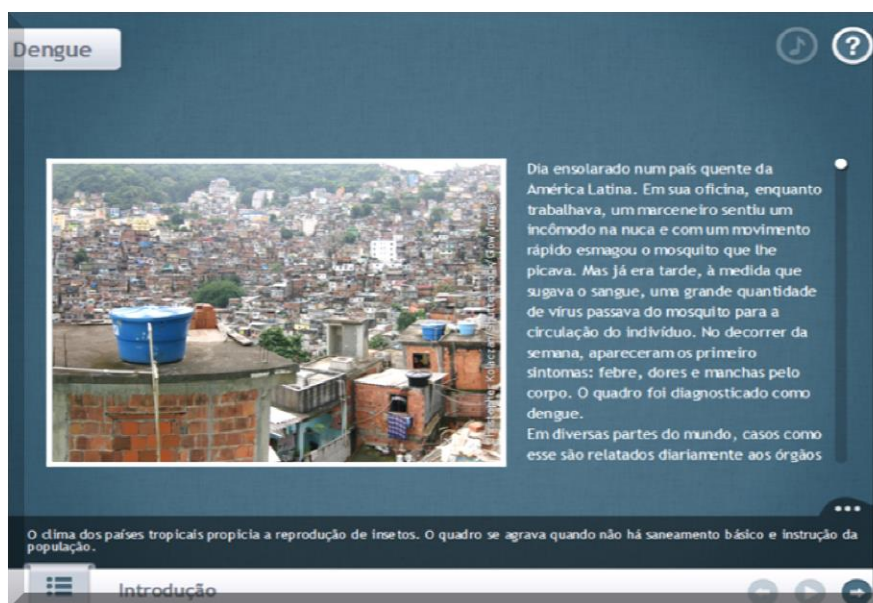 Dengue
?
Dia ensolarado num país quente da
América Latina. Em sua oficina, enquanto
trabalhava, um marceneiro sentiu um
incômodo na nuca e com um movimento
rápido esmagou o mosquito que lhe
picava. Mas já era tarde, à medida que
sugava o sangue, uma grande quantidade
de vírus passava do mosquito para a
circulação do indivíduo. No decorrer da
semana, apareceram os primeiro
sintomas: febre, dores e manchas pelo
corpo. O quadro foi diagnosticado como
dengue.
Em diversas partes do mundo, casos como
esse são relatados diariamente aos órgãos
O clima dos países tropicais propicia a reprodução de insetos. O quadro se agrava quando não há saneamento básico e instrução da
população.
Introdução